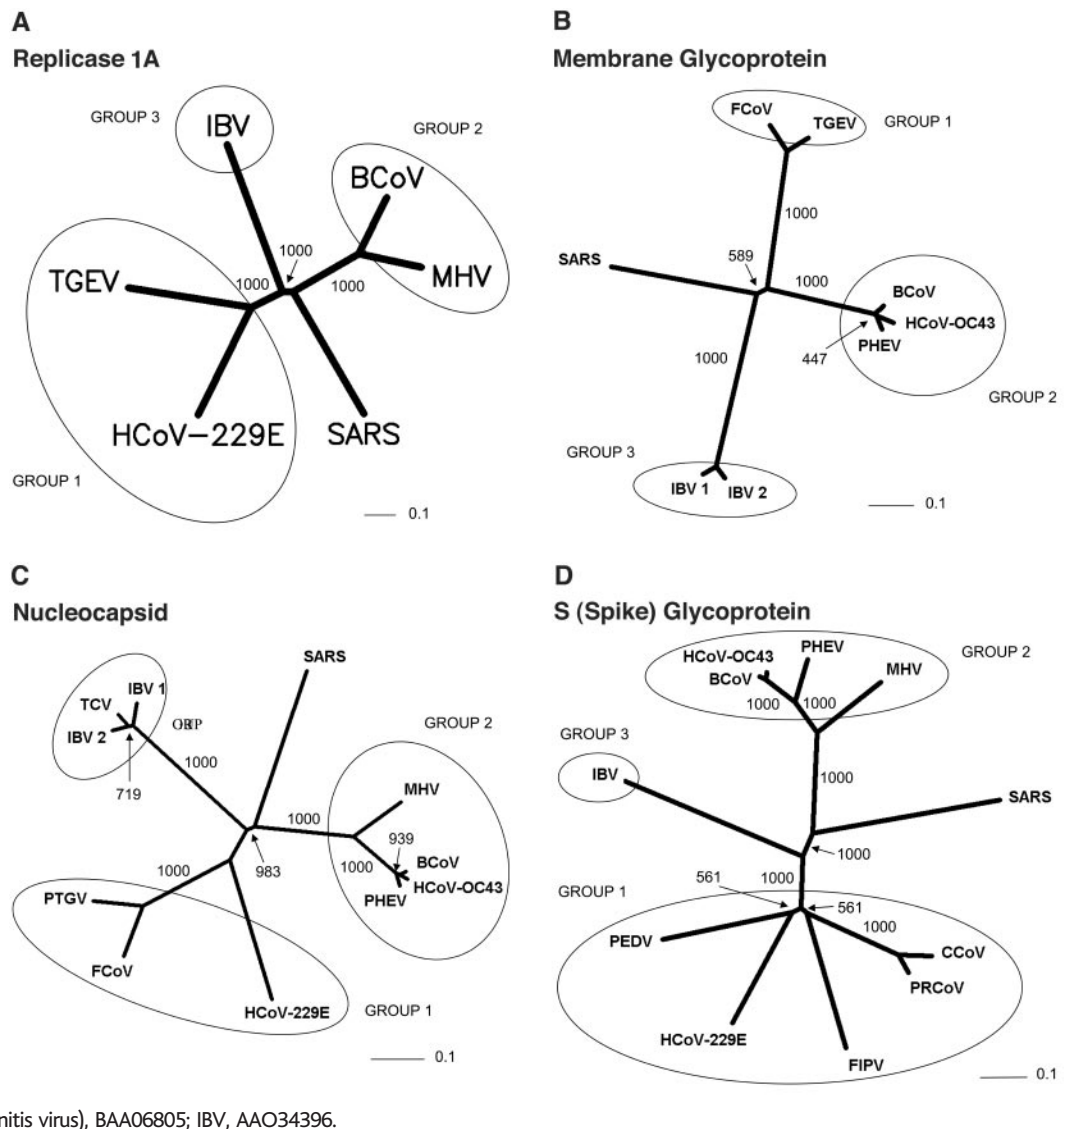 A
Replicase 1A
GROUP 3
IBV
GROUP 2
BCoV
1000
TGEV
1000
1000
MHV
HCoV-229E
SARS
GROUP 1
0.1
B
Membrane Glycoprotein
FCoV
TGEV
GROUP 1
1000
SARS
589
1000
BCoV
HCoV-OC43
PHEV
447
1000
GROUP 2
GROUP 3
IBV 1
IBV 2
0.1
C
Nucleocapsid
SARS
IBV 1
TCV
IBV 2
GROUP 2
1000
719
MHV
1000
939
BCoV
1000
HCoV-OC43
PHEV
983
1000
PTGV
FCoV
HCoV-229E
GROUP 1
0.1
D
S (Spike) Glycoprotein
PHEV
GROUP 2
HCoV-OC43
BCoV
MHV
1000
1000
GROUP 3
IBV
1000
SARS
1000
561
1000
GROUP 1
561
1000
PEDV
CCoV
PRCoV
HCoV-229E
FIPV
0.1
nitis virus), BAA06805; IBV, AAO34396.